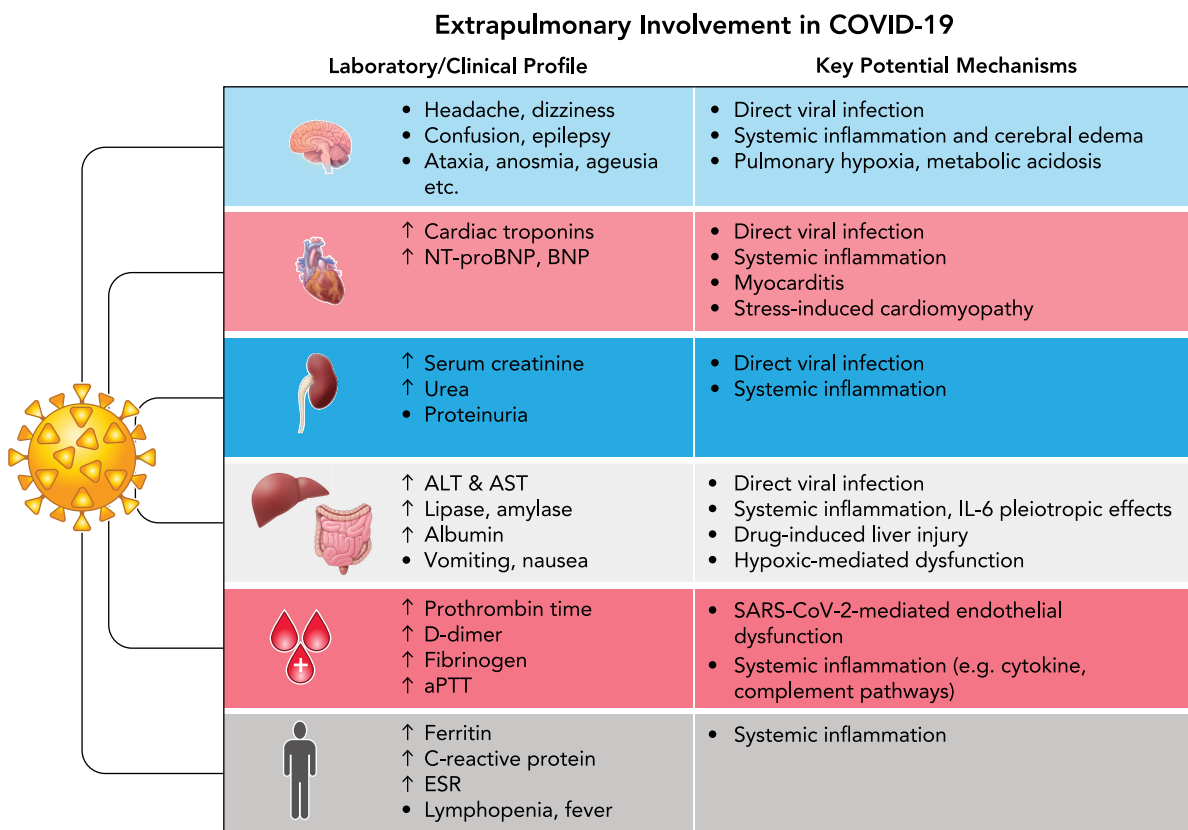 Extrapulmonary Involvement in COVID-19
Laboratory/Clinical Profile
Key Potential Mechanisms
• Headache, dizziness
• Confusion, epilepsy
• Ataxia, anosmia, ageusia
etc.
• Direct viral infection
• Systemic inflammation and cerebral edema
• Pulmonary hypoxia, metabolic acidosis
↑ Cardiac troponins
↑ NT-proBNP, BNP
• Direct viral infection
• Systemic inflammation
• Myocarditis
• Stress-induced cardiomyopathy
↑ Serum creatinine
↑ Urea
• Proteinuria
• Direct viral infection
• Systemic inflammation
↑ ALT & AST
↑ Lipase, amylase
↑ Albumin
• Vomiting, nausea
• Direct viral infection
• Systemic inflammation, IL-6 pleiotropic effects
• Drug-induced liver injury
• Hypoxic-mediated dysfunction
↑ Prothrombin time
↑ D-dimer
↑ Fibrinogen
↑ aPTT
• SARS-CoV-2-mediated endothelial
dysfunction
• Systemic inflammation (e.g. cytokine,
complement pathways)
↑ Ferritin
↑ C-reactive protein
↑ ESR
• Lymphopenia, fever
• Systemic inflammation